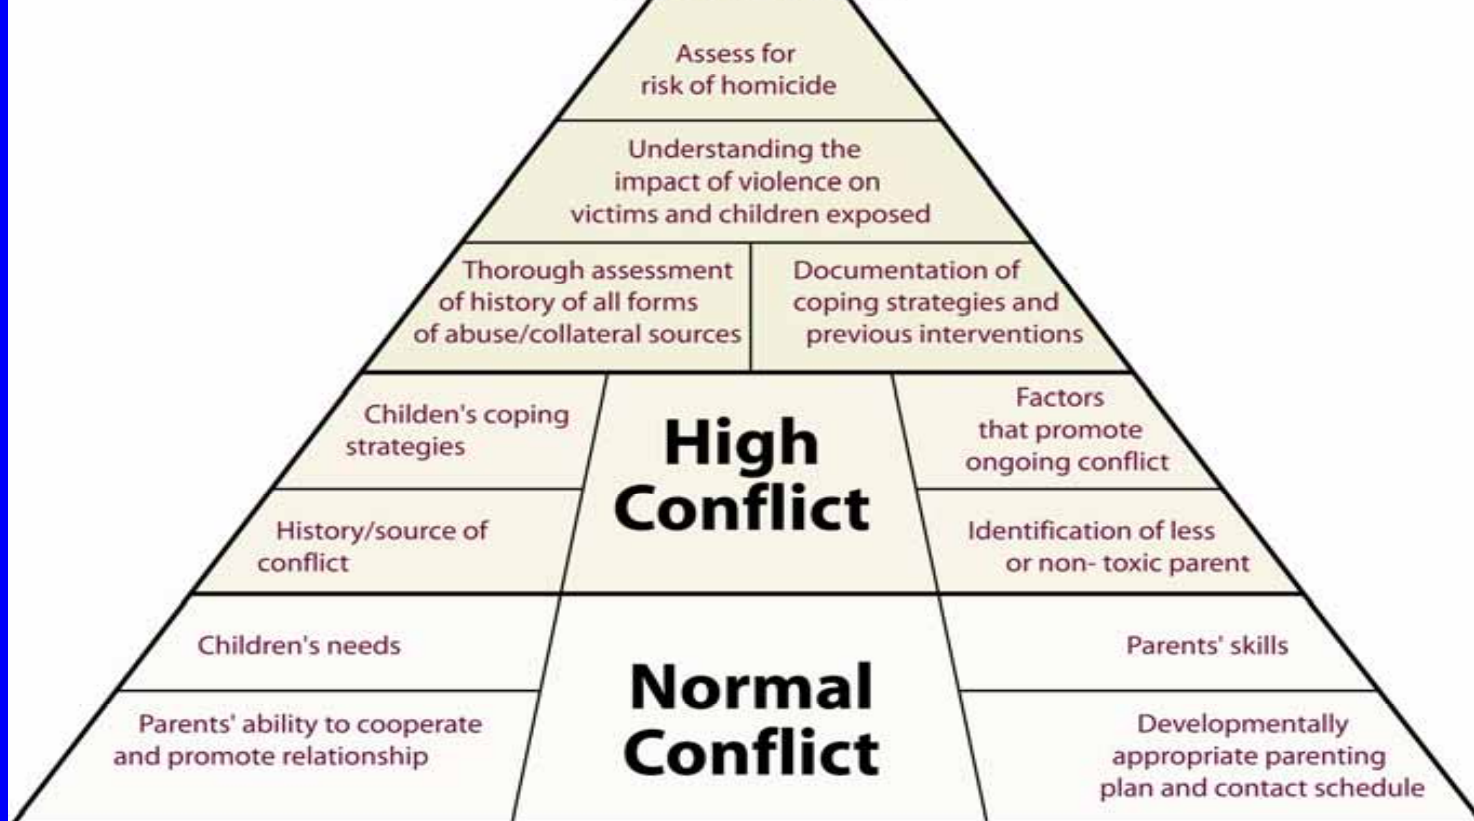 Assess for
risk of homicide
Understanding the
impact of violence on
victims and children exposed
Thorough assessment
of history of all forms
of abuse/collateral sources
Documentation of
coping strategies and
previous interventions
Childen's coping
strategies
History/source of
conflict
High
Conflict
Factors
that promote
ongoing conflict
Identification of less
or non- toxic parent
Children's needs
Parents' ability to cooperate
and promote relationship
Normal
Conflict
Parents' skills
Developmentally
appropriate parenting
plan and contact schedule